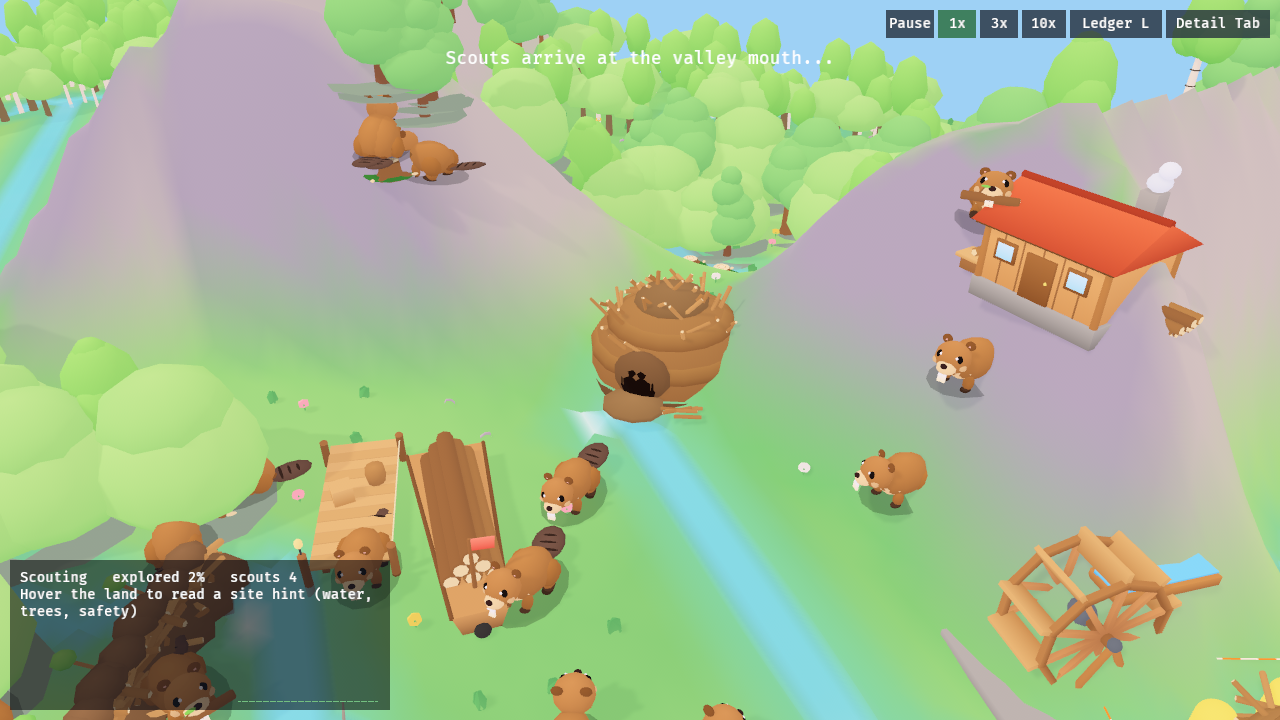 Pause 1x 3x 10x Ledger L Detail Tab
Scouts arrive at the valley mouth...
Scouting explored 2% scouts 4
Hover the land to read a site hint (water,
trees, safety)